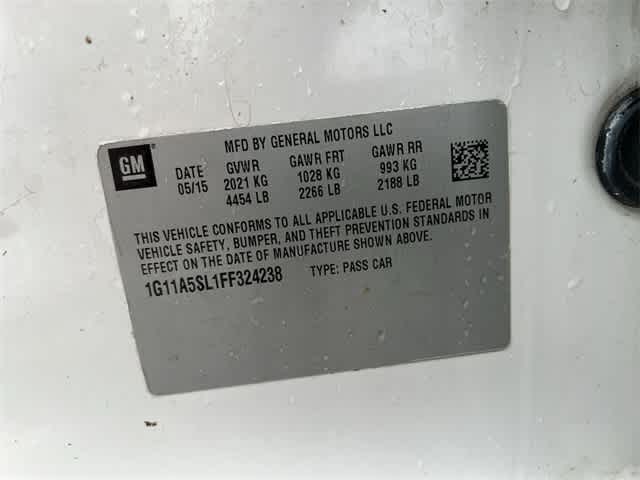 MFD BY GENERAL MOTORS LLC
GM
DATE GVWR GAWR FRT GAWR RR
05/15 2021 KG 1028 KG 993 KG
4454 LB 2266 LB 2188 LB
THIS VEHICLE CONFORMS TO ALL APPLICABLE U.S. FEDERAL MOTOR
VEHICLE SAFETY, BUMPER, AND THEFT PREVENTION STANDARDS IN
EFFECT ON THE DATE OF MANUFACTURE SHOWN ABOVE.
1G11A5SL1FF324238 TYPE: PASS CAR